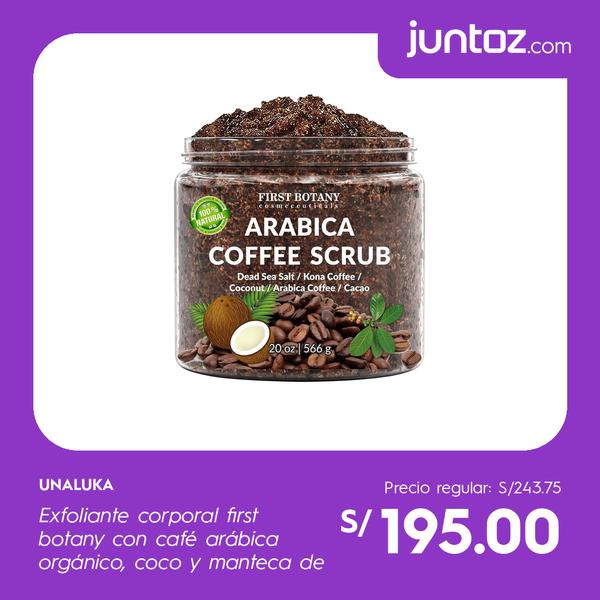 juntoz.com
FIRST BOTANY
cosmeceuticals
100%
NATURAL
ARABICA
COFFEE SCRUB
Dead Sea Salt / Kona Coffee /
Coconut / Arabica Coffee / Cacao
20 oz. | 566 g
UNALUKA
Exfoliante corporal first
botany con café arábica
orgánico, coco y manteca de
Precio regular: S/243.75
S/195.00